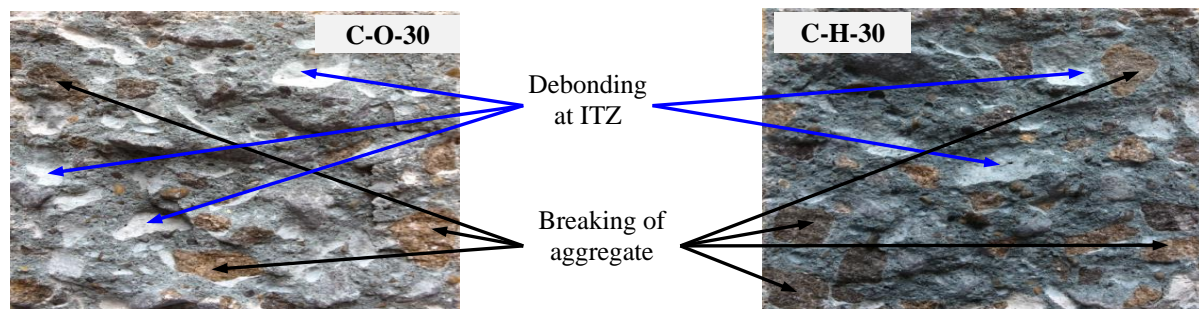 C-O-30
C-H-30
Debonding
at ITZ
Breaking of
aggregate